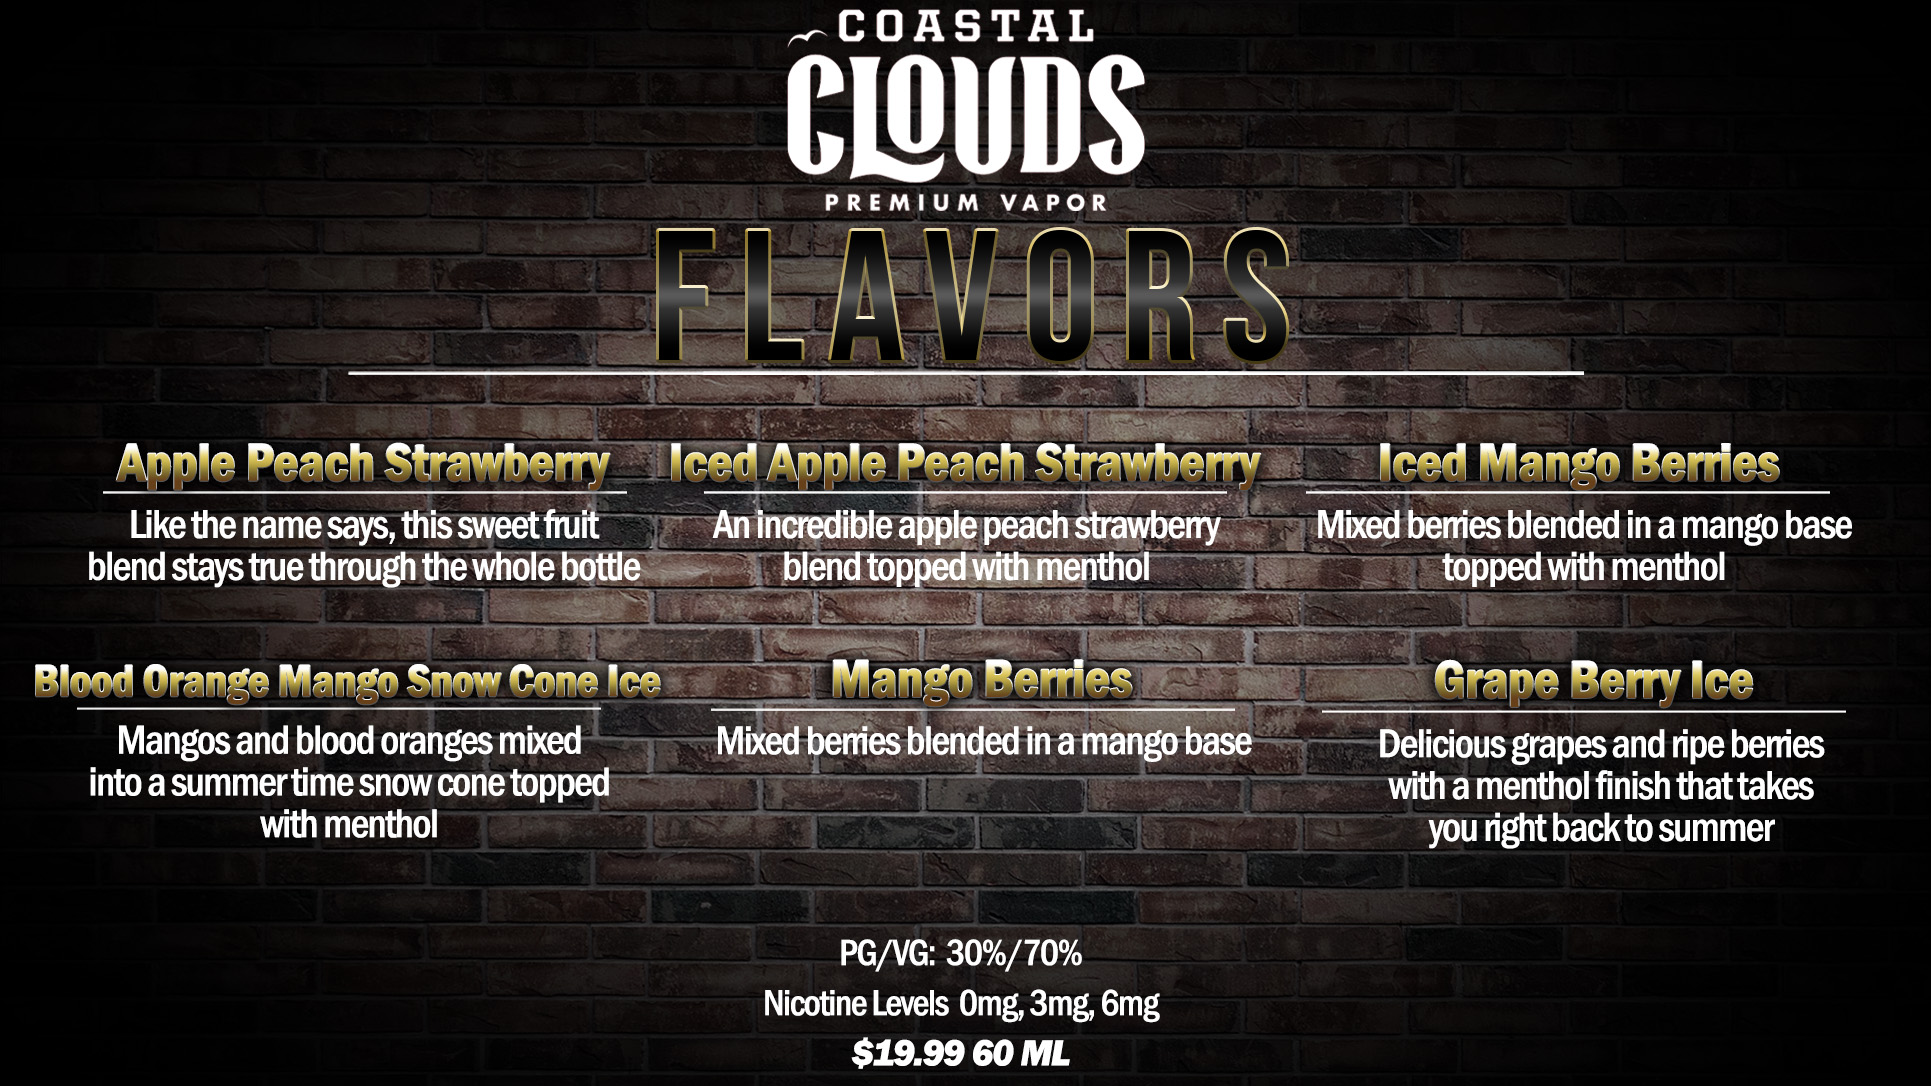 COASTAL
CLOUDS
PREMIUM VAPOR
FLAVORS
Apple Peach Strawberry
Like the name says, this sweet fruit
blend stays true through the whole bottle
Iced Apple Peach Strawberry
An incredible apple peach strawberry
blend topped with menthol
Iced Mango Berries
Mixed berries blended in a mango base
topped with menthol
Blood Orange Mango Snow Cone Ice
Mangos and blood oranges mixed
into a summer time snow cone topped
with menthol
Mango Berries
Mixed berries blended in a mango base
Grape Berry Ice
Delicious grapes and ripe berries
with a menthol finish that takes
you right back to summer
PG/VG: 30%/70%
Nicotine Levels 0mg, 3mg, 6mg
$19.99 60 ML